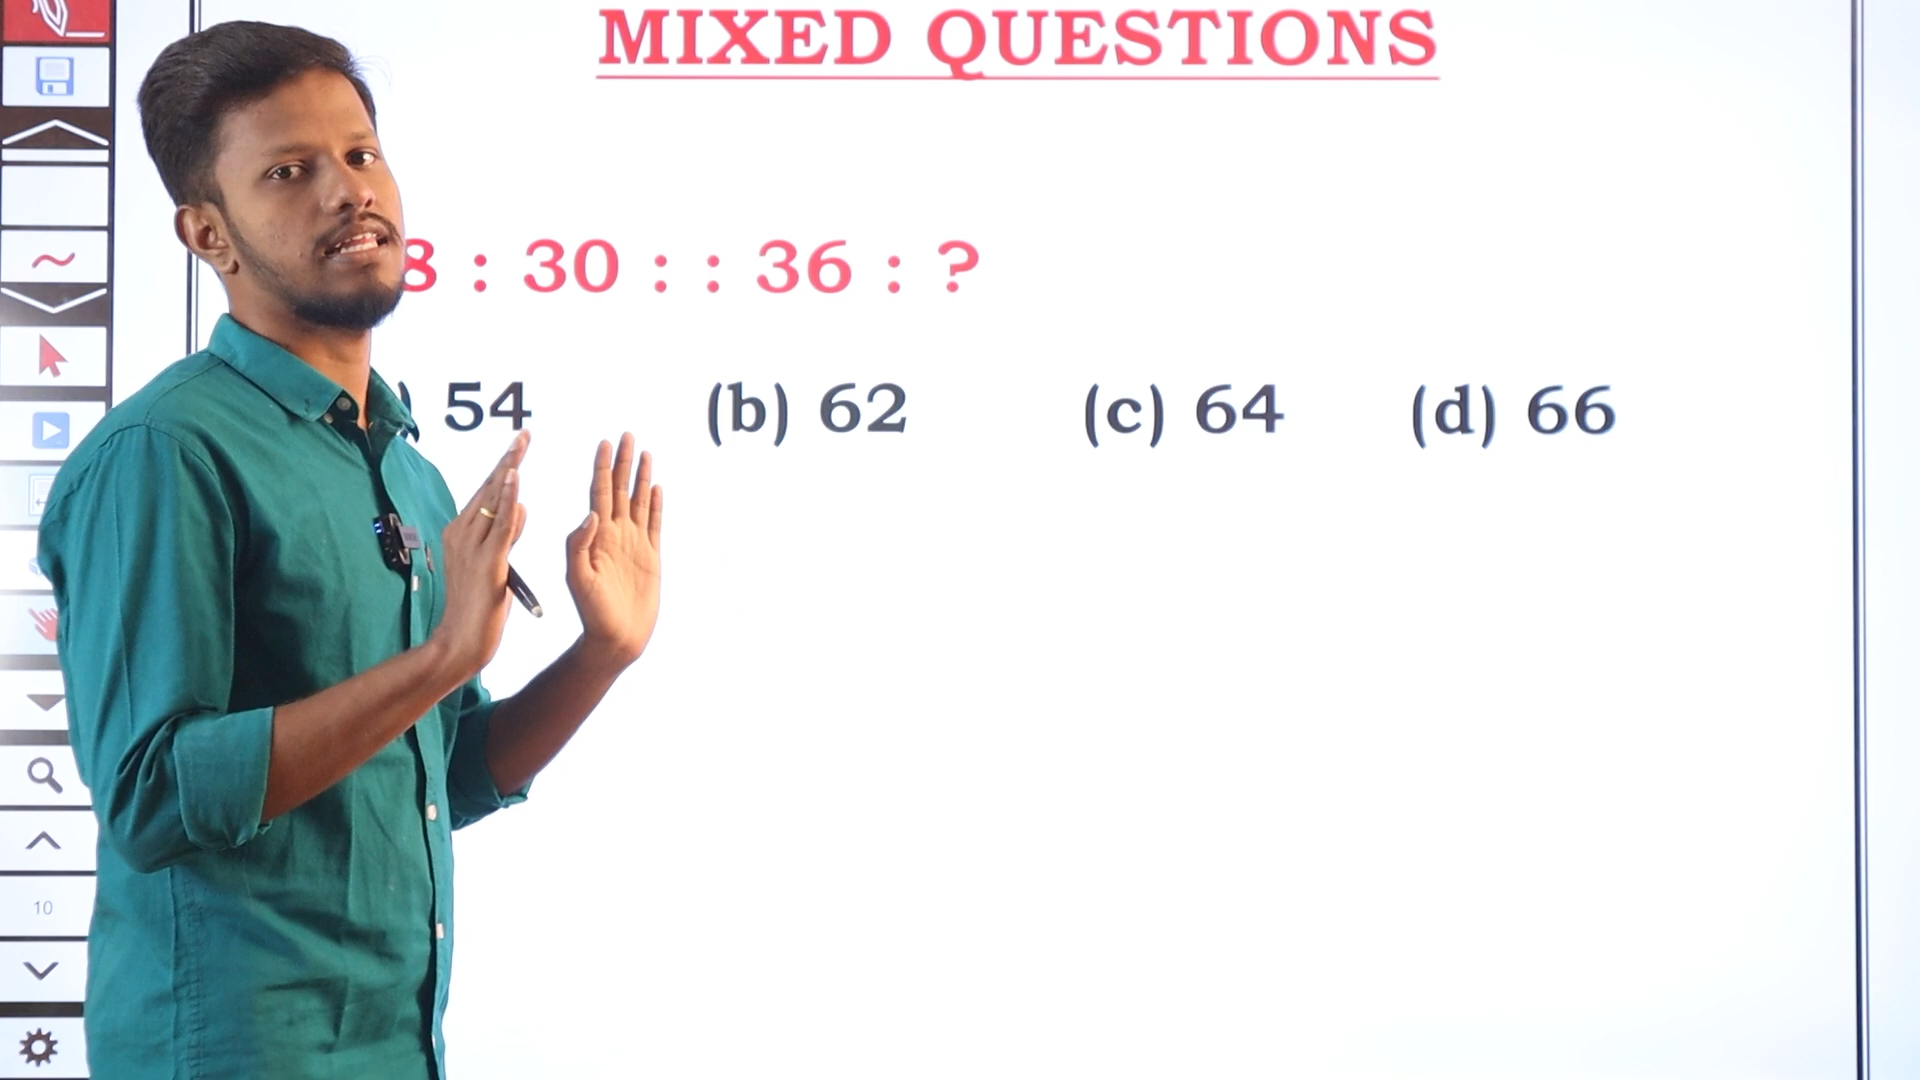 MIXED QUESTIONS
8 : 30 : : 36 : ?
) 54 (b) 62 (c) 64 (d) 66
10